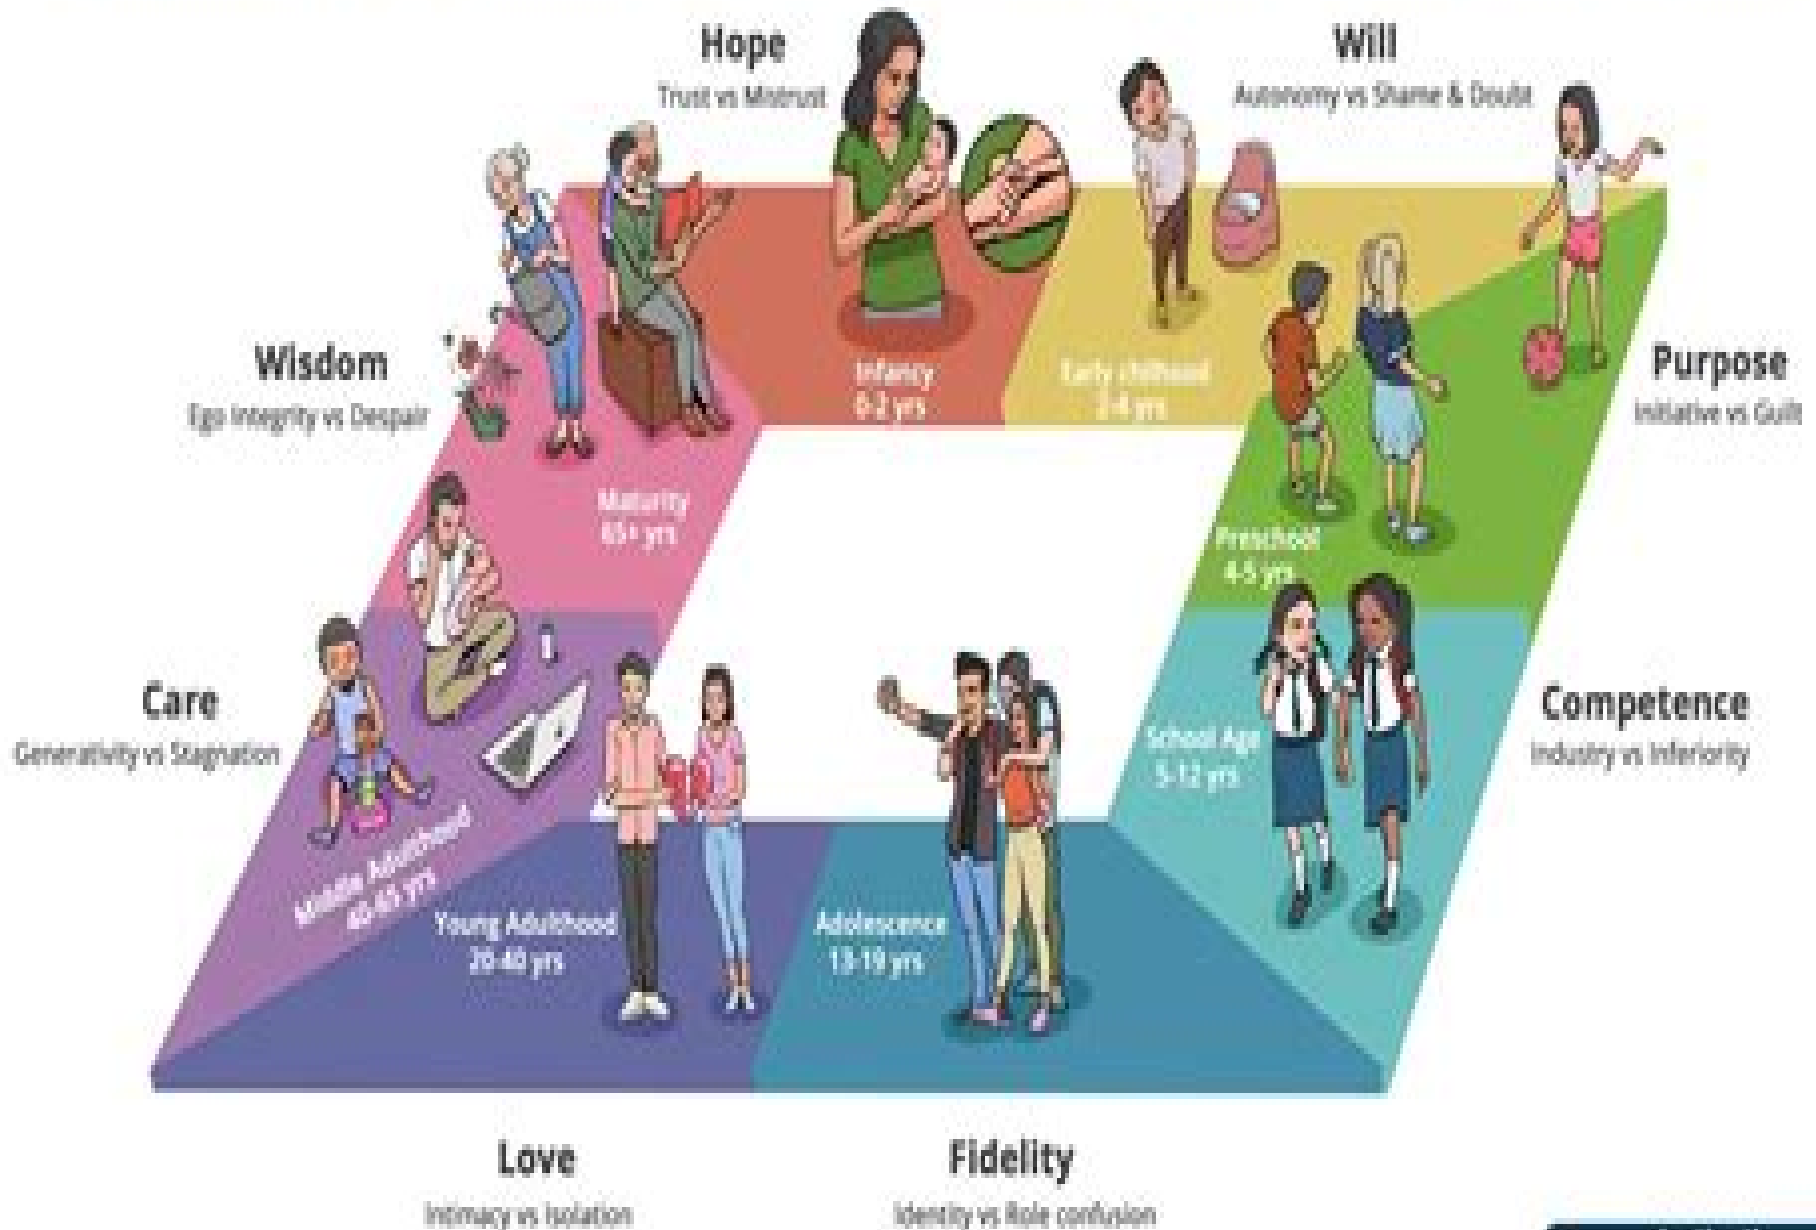 Hope
Trust vs Mistrust
Will
Autonomy vs Shame & Doubt
Infancy
0-2 yrs
Early chilhood
2-4 yrs
Purpose
Initiative vs Guilt
Preschool
4-5 yrs
Competence
Industry vs Inferiority
School Age
5-12 yrs
Fidelity
Identity vs Role confusion
Adolescence
13-19 yrs
Love
Intimacy vs Isolation
Young Adulthood
20-40 yrs
Care
Generativity vs Stagnation
Middle Adulthood
40-65 yrs
Wisdom
Ego Integrity vs Despair
Maturity
65+ yrs